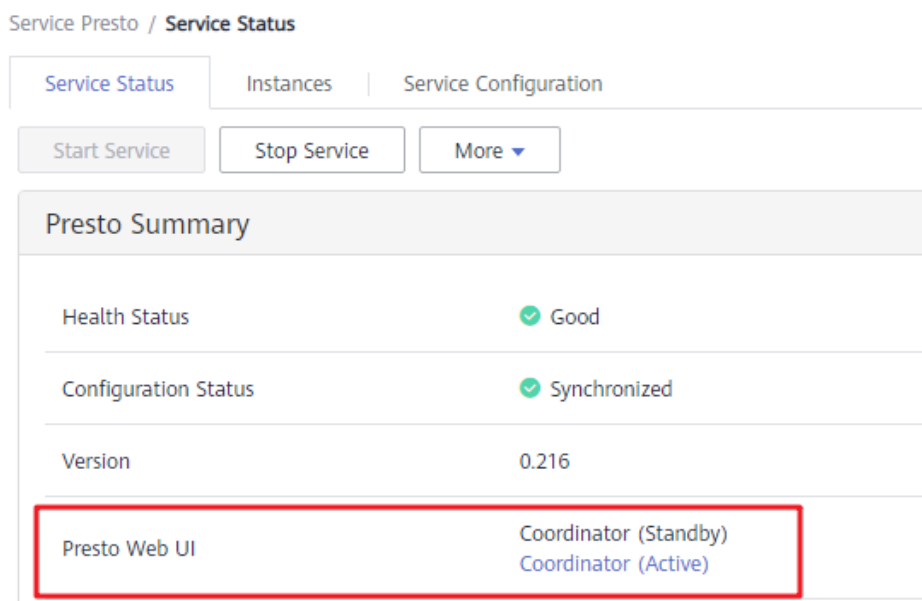 Service Presto / Service Status
Service Status Instances Service Configuration
Start Service Stop Service More
Presto Summary
Health Status Good
Configuration Status Synchronized
Version 0.216
Presto Web UI Coordinator (Standby)
Coordinator (Active)